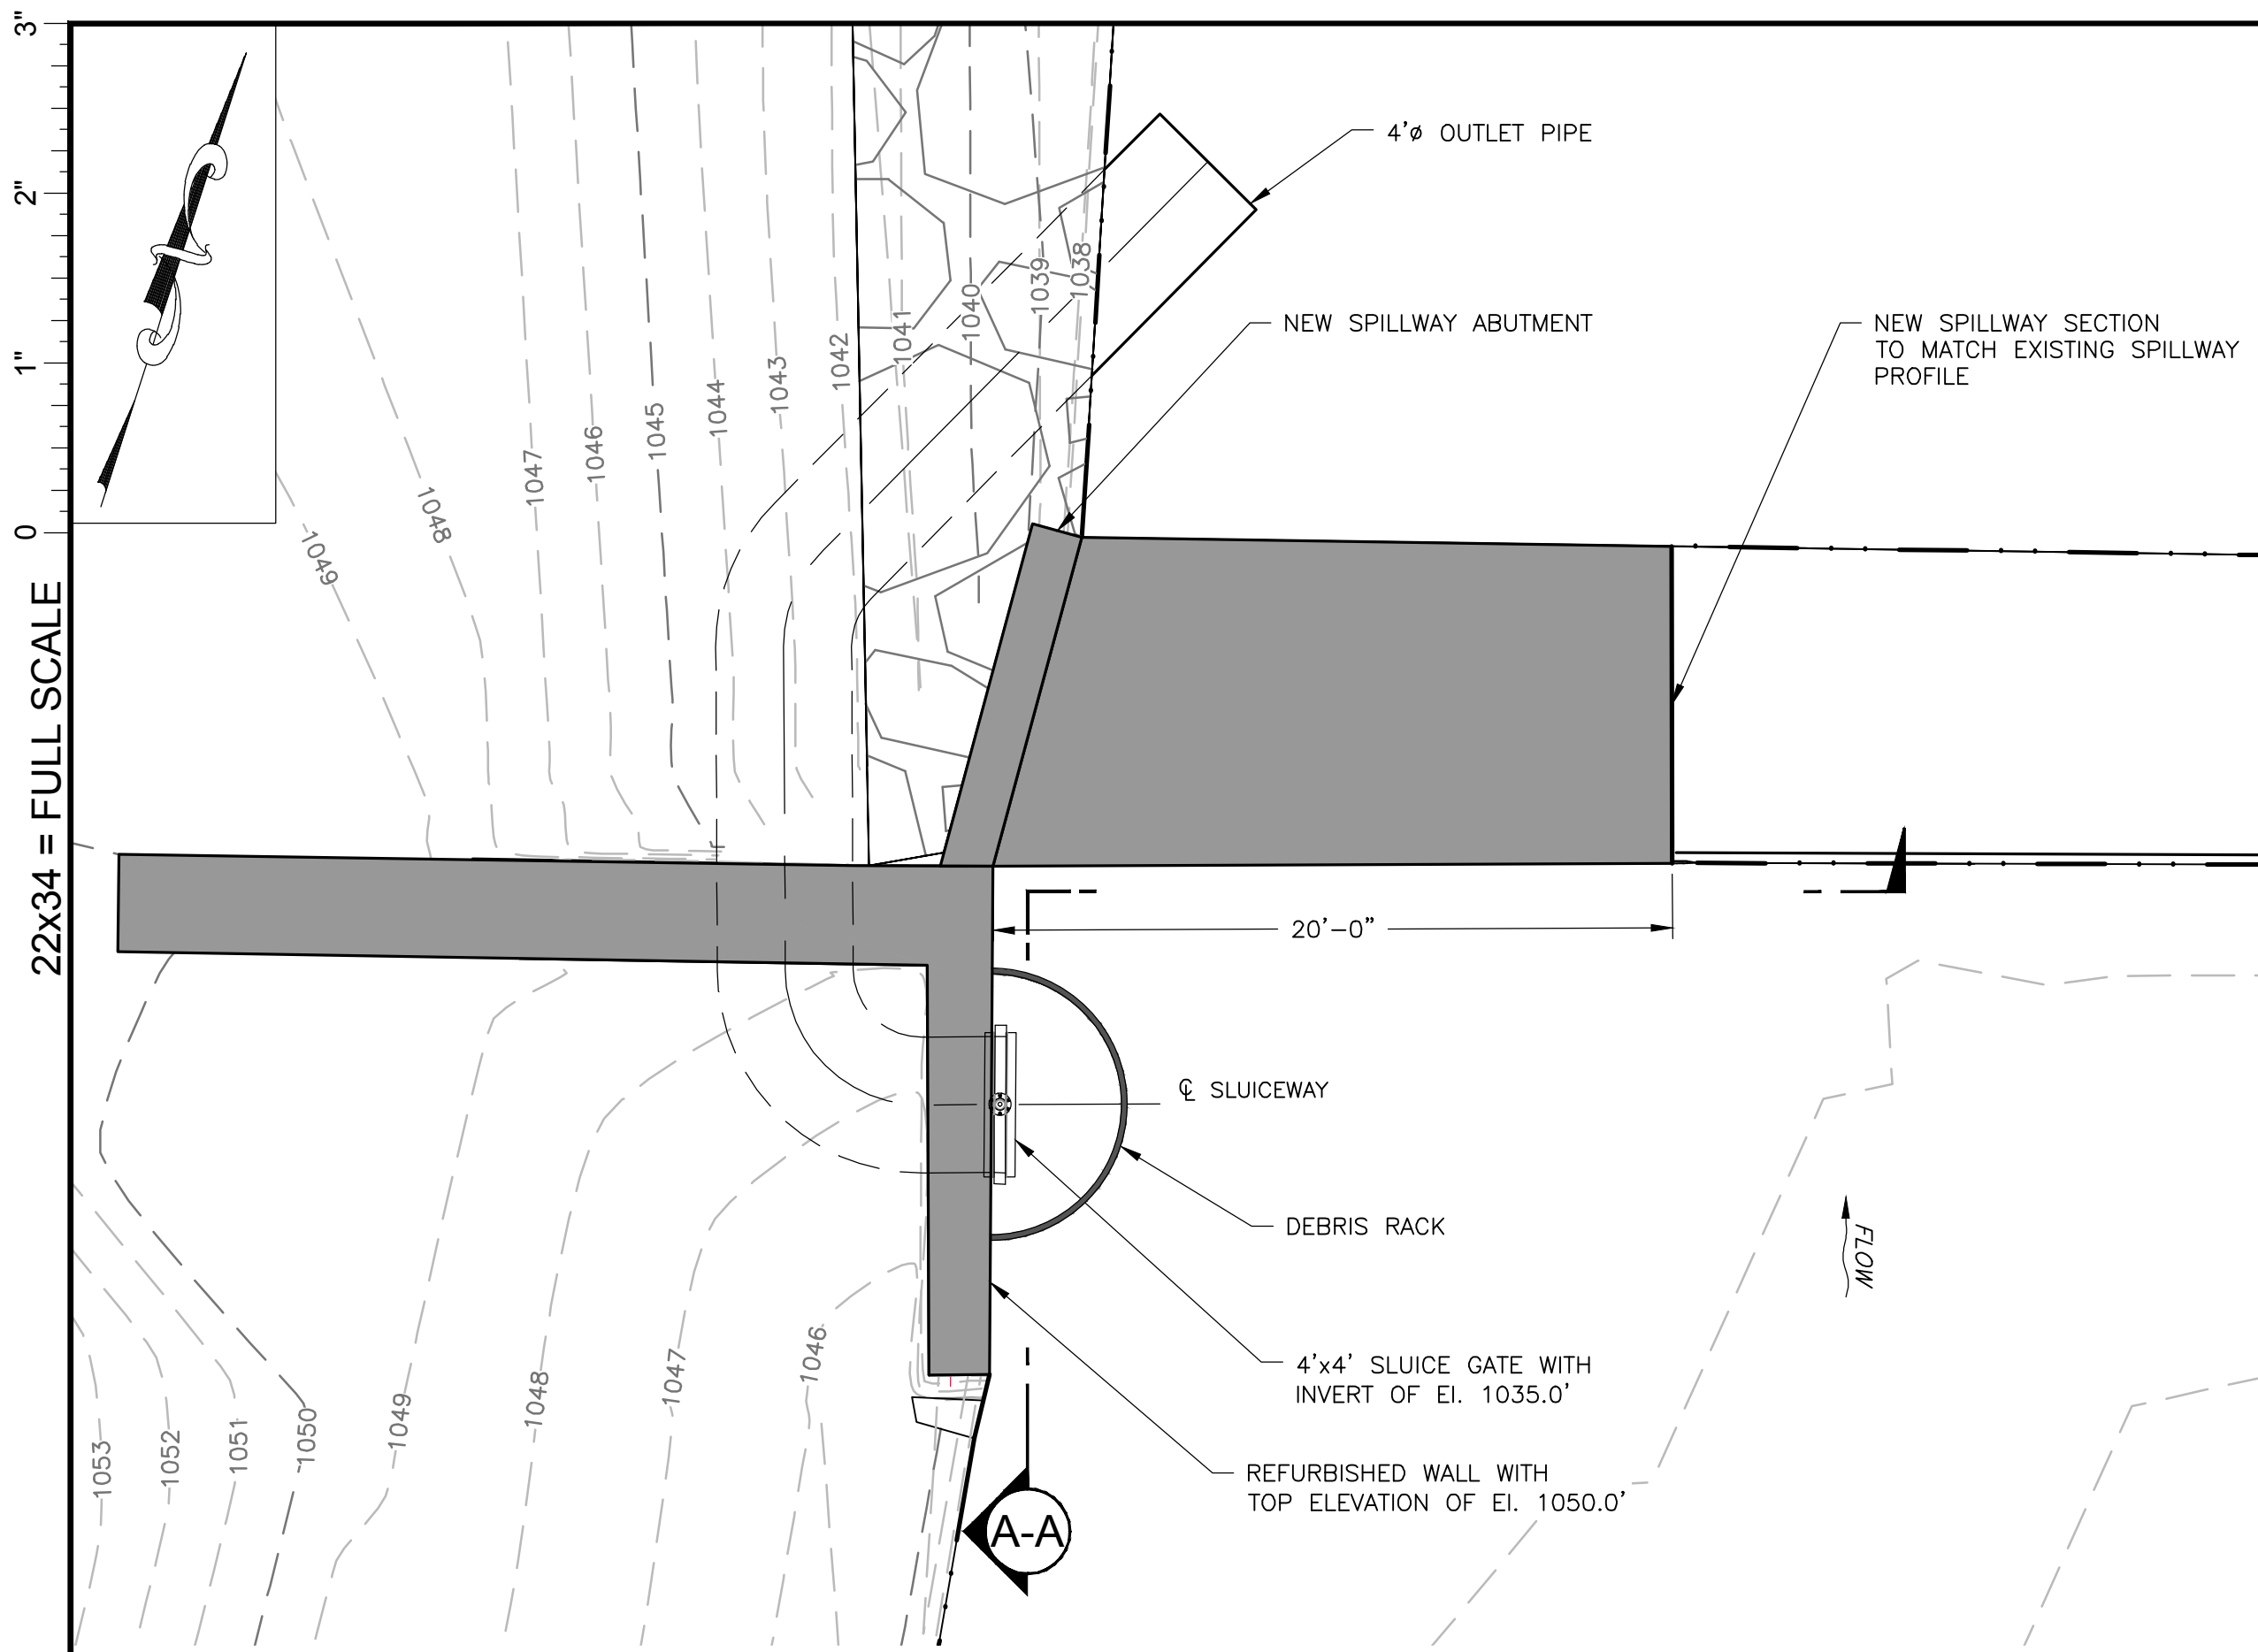 3"
2"
1"
0
22x34 = FULL SCALE
4'ø OUTLET PIPE
NEW SPILLWAY ABUTMENT
NEW SPILLWAY SECTION
TO MATCH EXISTING SPILLWAY
PROFILE
1038
1039
1040
1041
1042
1043
1044
1045
1046
1047
1048
1049
20'-0"
℄ SLUICEWAY
DEBRIS RACK
FLOW
4'x4' SLUICE GATE WITH
INVERT OF El. 1035.0'
REFURBISHED WALL WITH
TOP ELEVATION OF El. 1050.0'
1053
1052
1051
1050
1049
1048
1047
1046
A-A